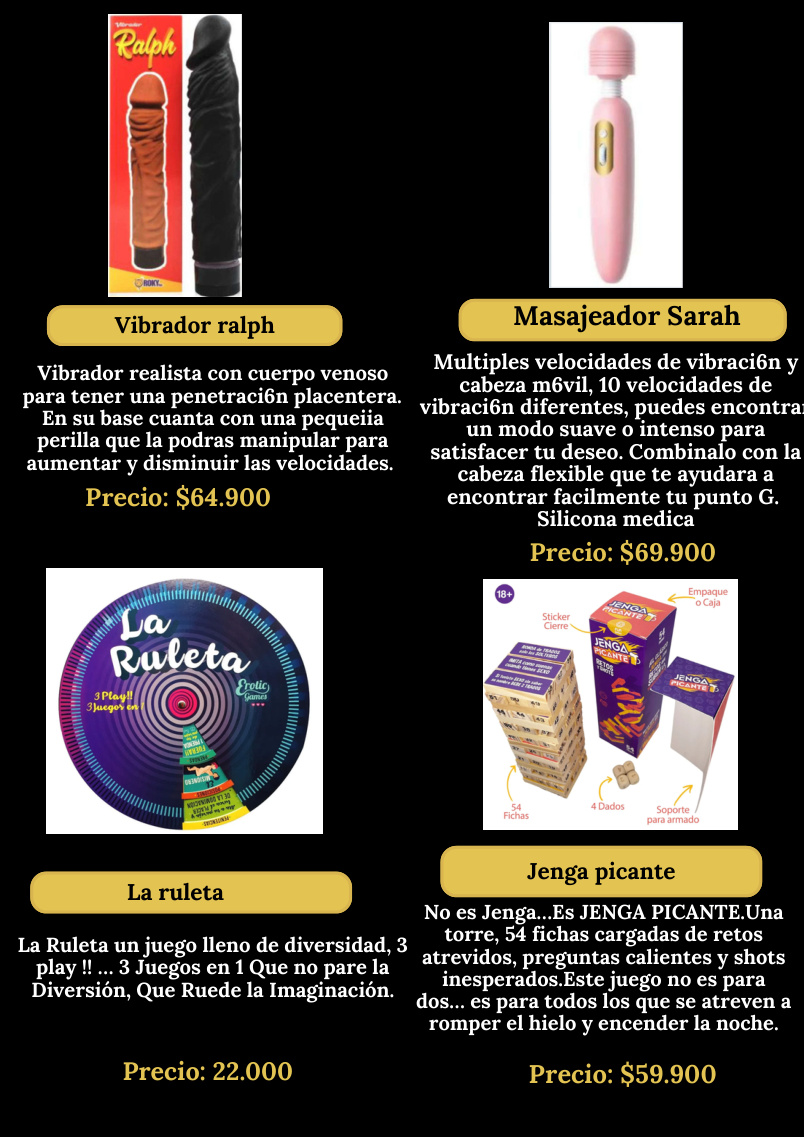 Vibrador
Ralph
ROKY
Vibrador ralph
Vibrador realista con cuerpo venoso
para tener una penetraci6n placentera.
En su base cuanta con una pequeiia
perilla que la podras manipular para
aumentar y disminuir las velocidades.
Precio: $64.900
Masajeador Sarah
Multiples velocidades de vibraci6n y
cabeza m6vil, 10 velocidades de
vibraci6n diferentes, puedes encontrar
un modo suave o intenso para
satisfacer tu deseo. Combinalo con la
cabeza flexible que te ayudara a
encontrar facilmente tu punto G.
Silicona medica
Precio: $69.900
La
Ruleta
Erotic
Games
3 Play!!
3 Juegos en 1
La ruleta
La Ruleta un juego lleno de diversidad, 3
play !! ... 3 Juegos en 1 Que no pare la
Diversión, Que Ruede la Imaginación.
Precio: 22.000
18+
Empaque
o Caja
Sticker
Cierre
JENGA
PICANTE
JENGA
PICANTE
RETOS
JENGA
PICANTE
54
Fichas
4 Dados
Soporte
para armado
Jenga picante
No es Jenga...Es JENGA PICANTE.Una
torre, 54 fichas cargadas de retos
atrevidos, preguntas calientes y shots
inesperados.Este juego no es para
dos... es para todos los que se atreven a
romper el hielo y encender la noche.
Precio: $59.900